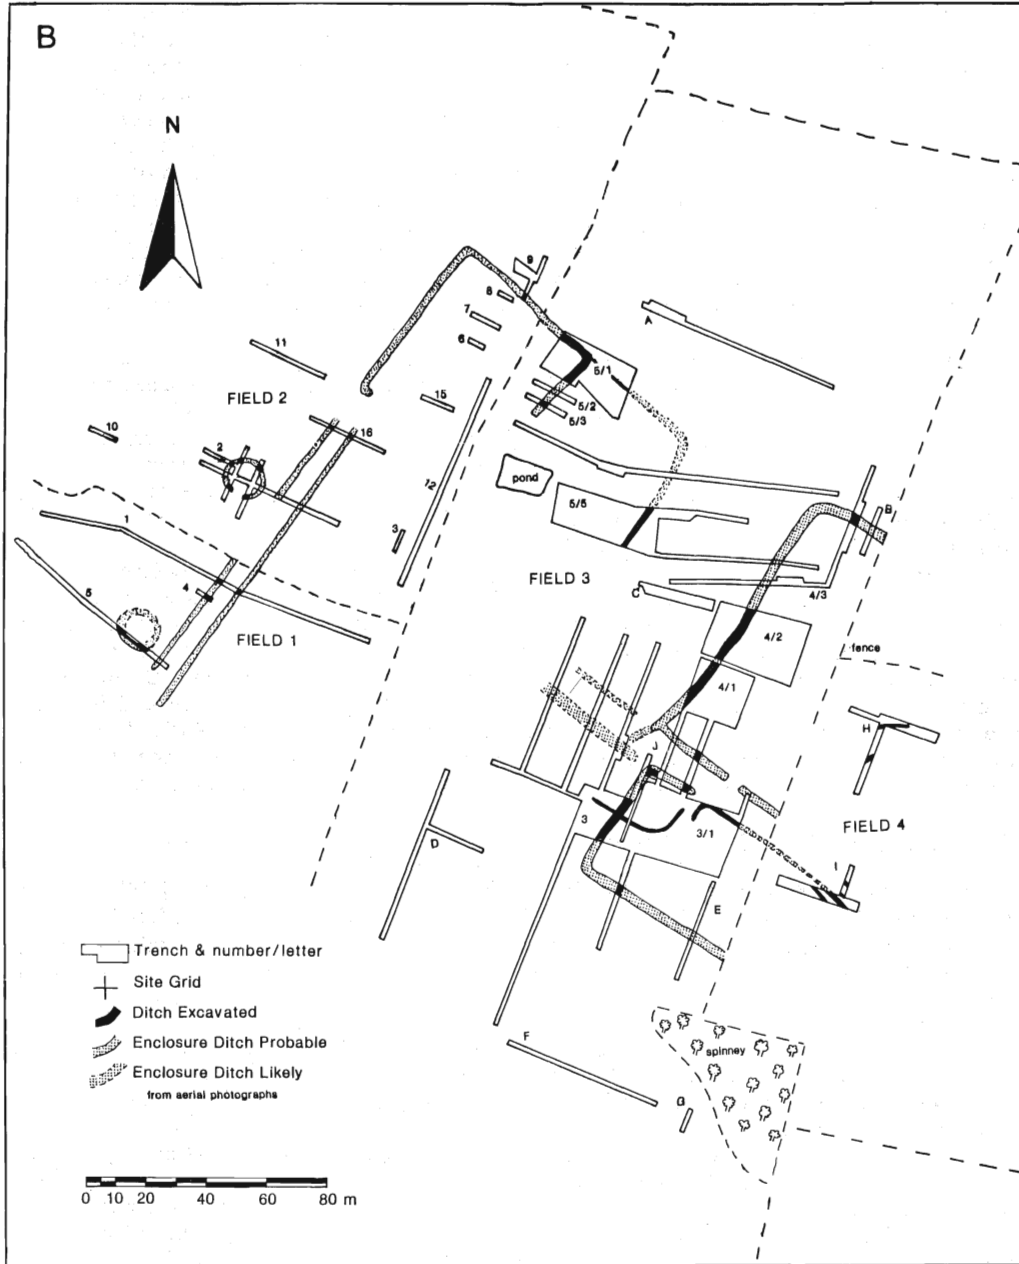 B
N
9
8
7
6
A
11
5/1
FIELD 2
15
5/2
5/3
10
2
16
12
pond
5/5
B
1
3
FIELD 3
C
4/3
5
4
FIELD 1
4/2
fence
4/1
H
J
3
3/1
FIELD 4
D
I
E
Trench & number/letter
Site Grid
Ditch Excavated
Enclosure Ditch Probable
Enclosure Ditch Likely
from aerial photographs
F
spinney
G
0 10 20 40 60 80 m